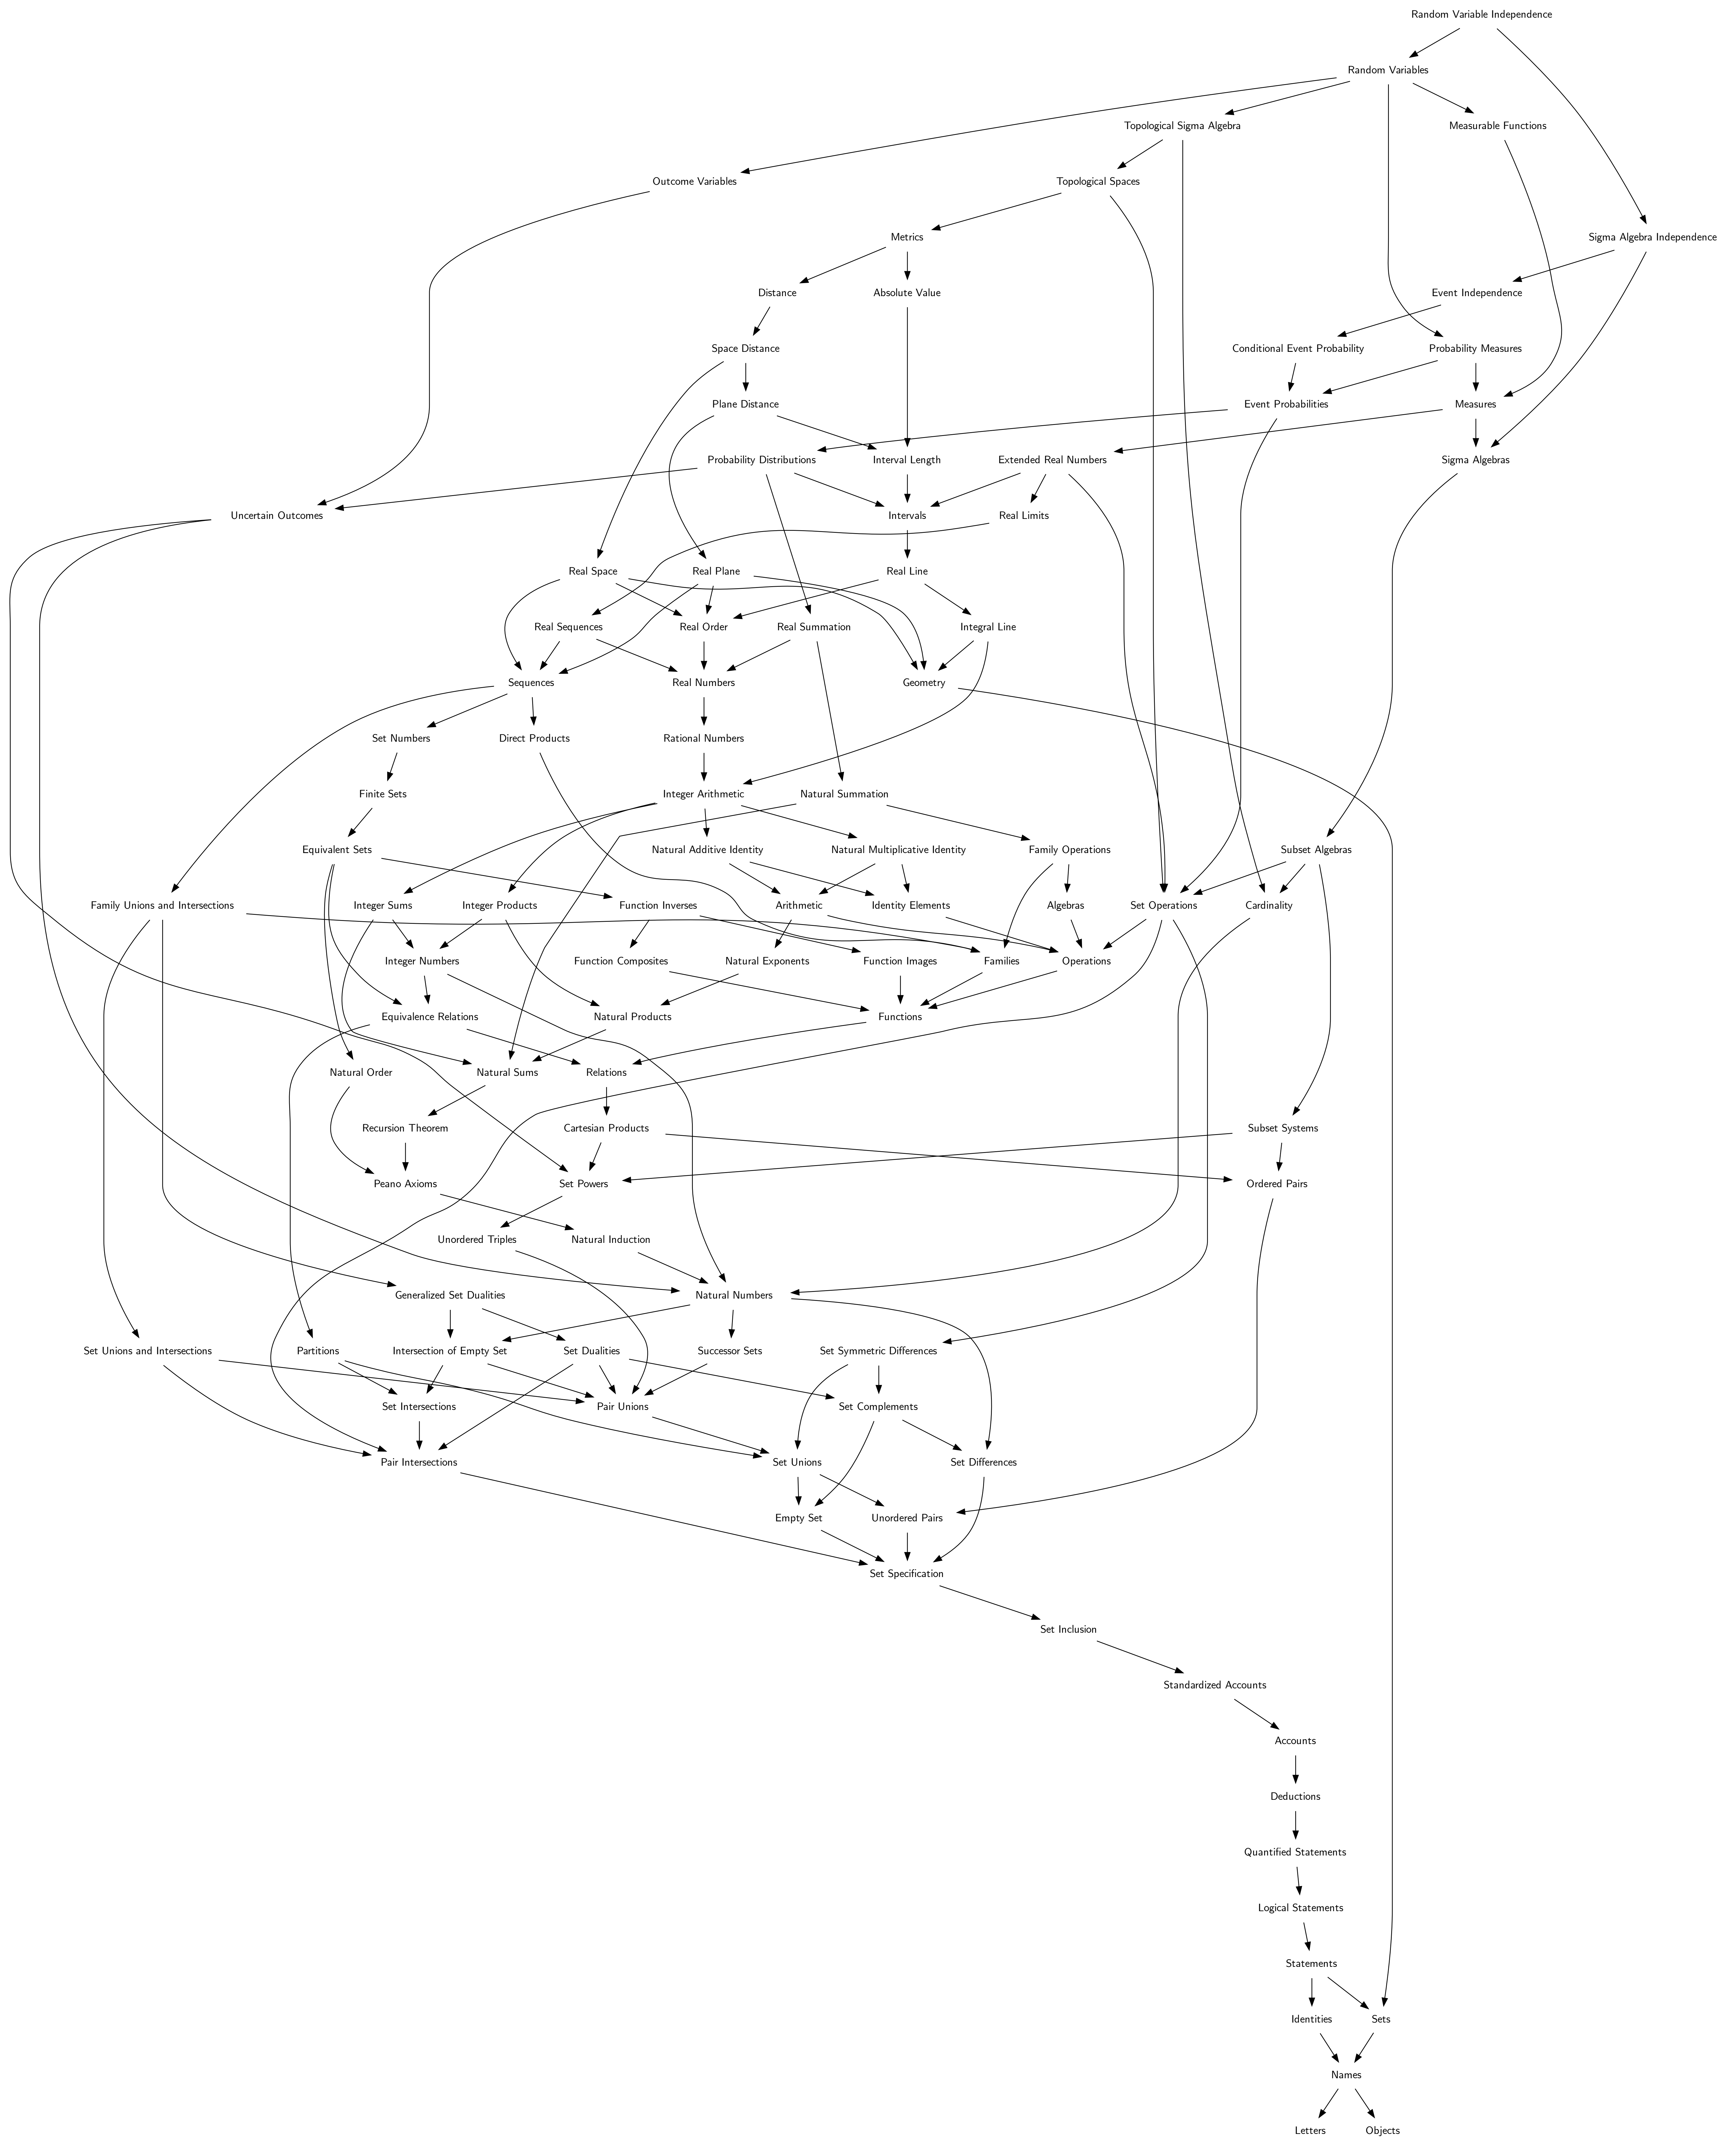 Random Variable Independence
Random Variables
Topological Sigma Algebra
Measurable Functions
Outcome Variables
Topological Spaces
Metrics
Sigma Algebra Independence
Distance
Absolute Value
Event Independence
Space Distance
Conditional Event Probability
Probability Measures
Plane Distance
Event Probabilities
Measures
Probability Distributions
Interval Length
Extended Real Numbers
Sigma Algebras
Uncertain Outcomes
Intervals
Real Limits
Real Space
Real Plane
Real Line
Real Sequences
Real Order
Real Summation
Integral Line
Sequences
Real Numbers
Geometry
Set Numbers
Direct Products
Rational Numbers
Finite Sets
Integer Arithmetic
Natural Summation
Equivalent Sets
Natural Additive Identity
Natural Multiplicative Identity
Family Operations
Subset Algebras
Family Unions and Intersections
Integer Sums
Integer Products
Function Inverses
Arithmetic
Identity Elements
Algebras
Set Operations
Cardinality
Integer Numbers
Function Composites
Natural Exponents
Function Images
Families
Operations
Equivalence Relations
Natural Products
Functions
Natural Order
Natural Sums
Relations
Recursion Theorem
Cartesian Products
Subset Systems
Peano Axioms
Set Powers
Ordered Pairs
Unordered Triples
Natural Induction
Generalized Set Dualities
Natural Numbers
Set Unions and Intersections
Partitions
Intersection of Empty Set
Set Dualities
Successor Sets
Set Symmetric Differences
Set Intersections
Pair Unions
Set Complements
Pair Intersections
Set Unions
Set Differences
Empty Set
Unordered Pairs
Set Specification
Set Inclusion
Standardized Accounts
Accounts
Deductions
Quantified Statements
Logical Statements
Statements
Identities
Sets
Names
Letters
Objects